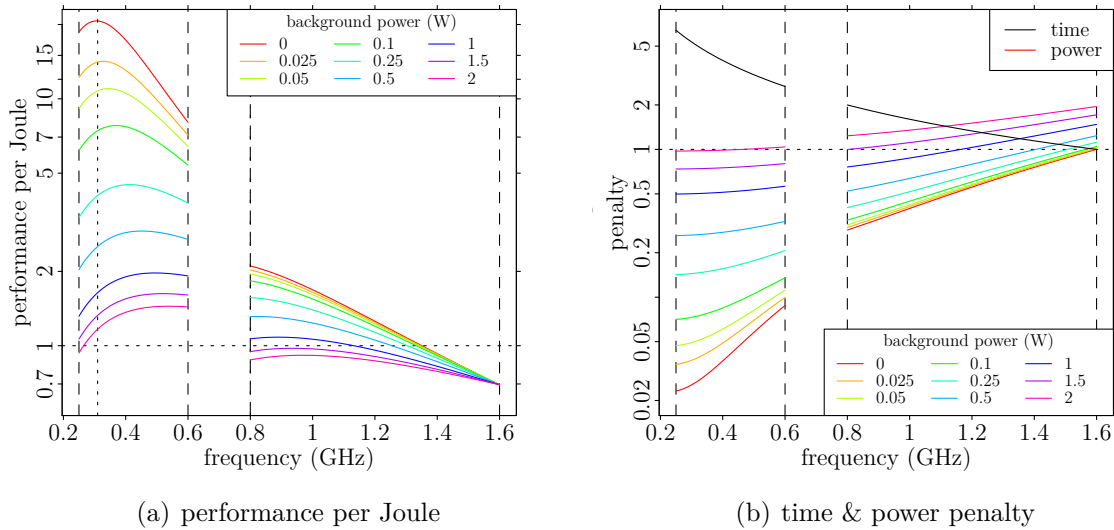 performance per Joule
15
10
7
5
2
1
0.7
background power (W)
0 0.1 1
0.025 0.25 1.5
0.05 0.5 2
0.2 0.4 0.6 0.8 1 1.2 1.4 1.6
frequency (GHz)
(a) performance per Joule
penalty
5
2
1
0.5
0.2
0.05
0.02
time
power
background power (W)
0 0.1 1
0.025 0.25 1.5
0.05 0.5 2
0.2 0.4 0.6 0.8 1 1.2 1.4 1.6
frequency (GHz)
(b) time & power penalty